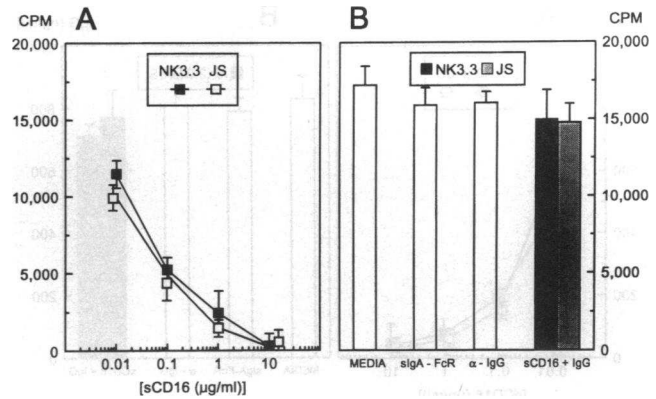 CPM
A
20,000
15,000
10,000
5,000
0
NK3.3 JS
0.01 0.1 1 10
[sCD16 (µg/ml)]
B
CPM
20,000
15,000
10,000
5,000
0
NK3.3 JS
MEDIA sIgA - FcR α - IgG sCD16 + IgG